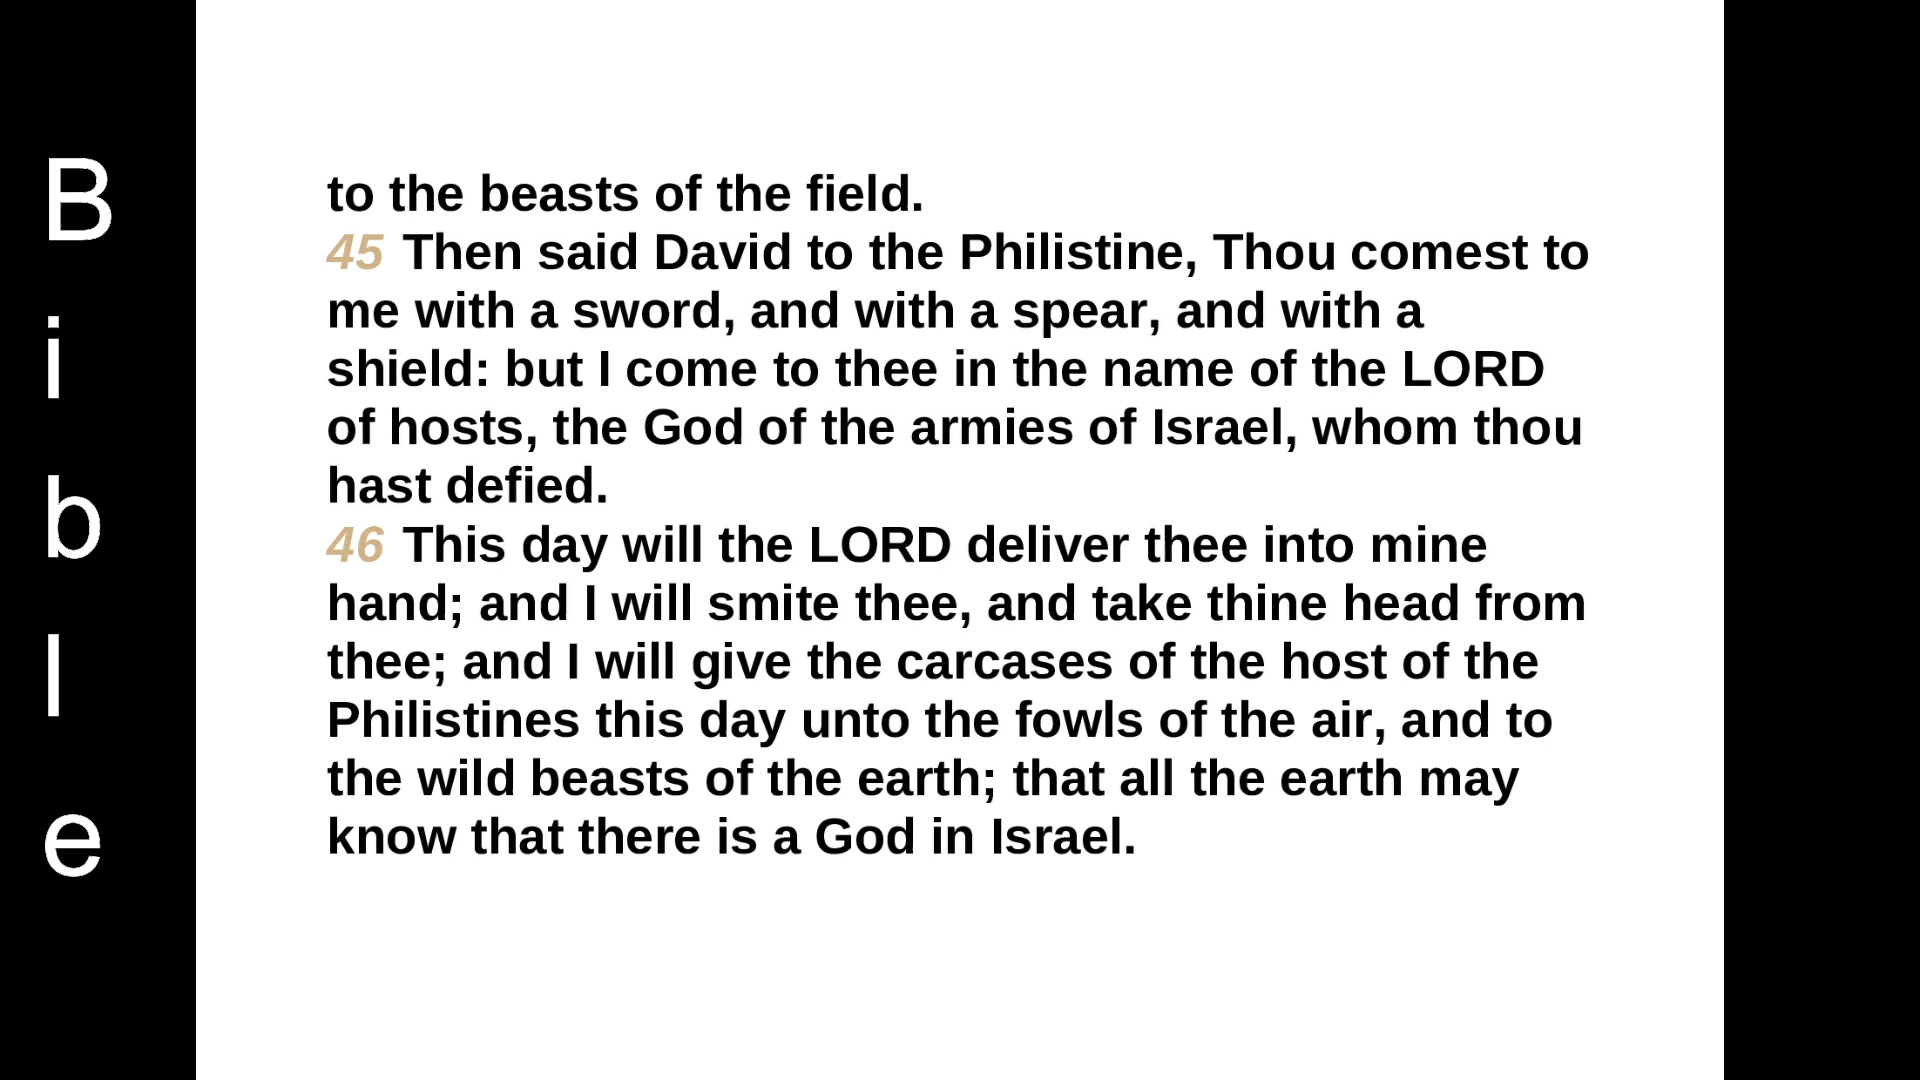 Bible
to the beasts of the field.
45 Then said David to the Philistine, Thou comest to
me with a sword, and with a spear, and with a
shield: but I come to thee in the name of the LORD
of hosts, the God of the armies of Israel, whom thou
hast defied.
46 This day will the LORD deliver thee into mine
hand; and I will smite thee, and take thine head from
thee; and I will give the carcases of the host of the
Philistines this day unto the fowls of the air, and to
the wild beasts of the earth; that all the earth may
know that there is a God in Israel.